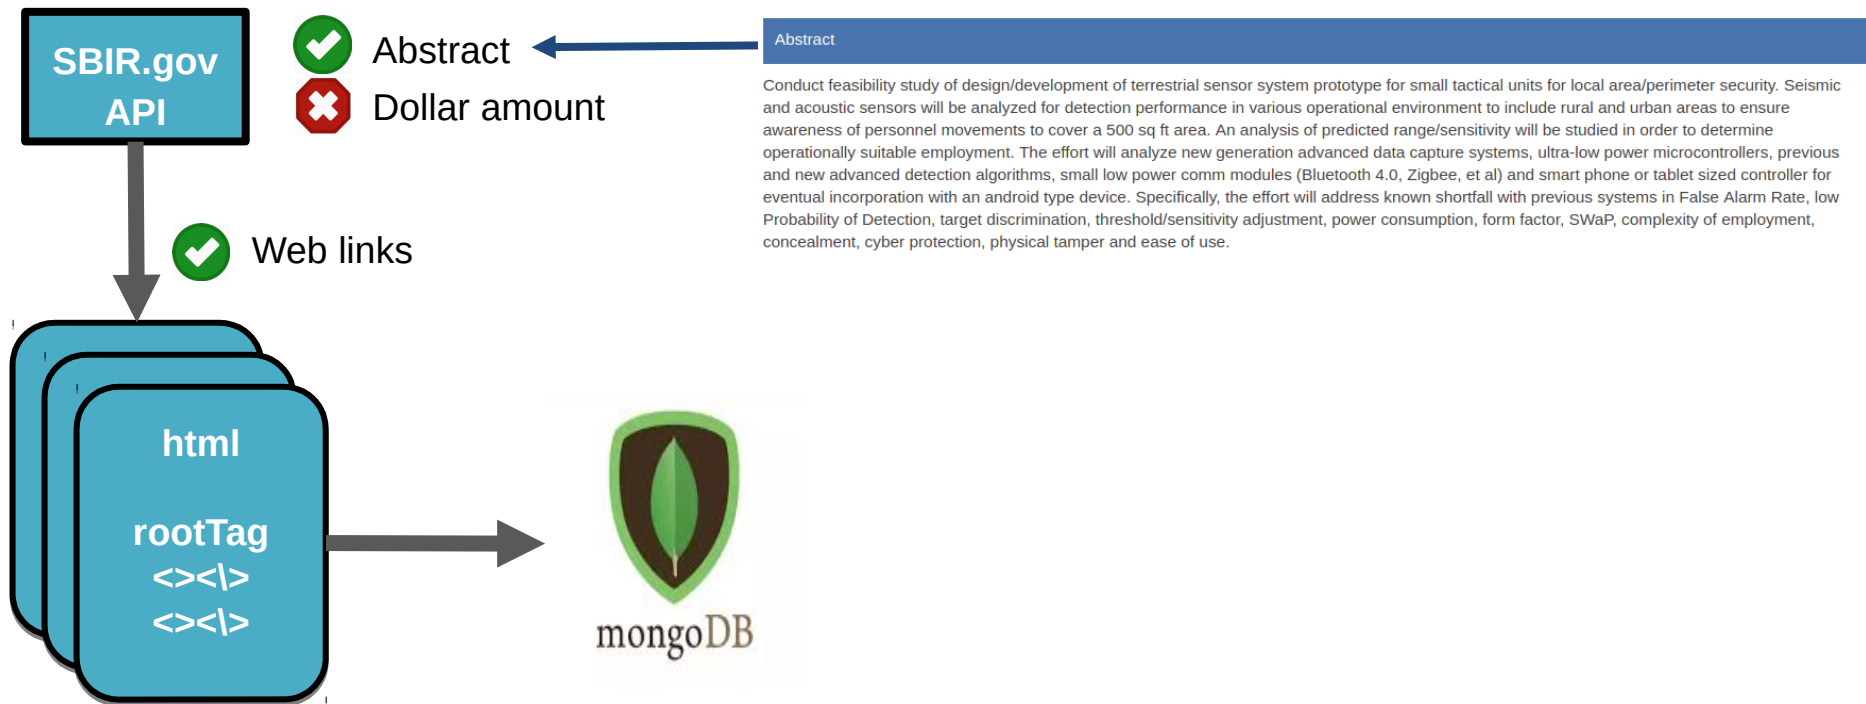 SBIR.gov
API
Abstract
Dollar amount
Web links
html
rootTag
<><\>
<><\>
mongoDB
Abstract
Conduct feasibility study of design/development of terrestrial sensor system prototype for small tactical units for local area/perimeter security. Seismic
and acoustic sensors will be analyzed for detection performance in various operational environment to include rural and urban areas to ensure
awareness of personnel movements to cover a 500 sq ft area. An analysis of predicted range/sensitivity will be studied in order to determine
operationally suitable employment. The effort will analyze new generation advanced data capture systems, ultra-low power microcontrollers, previous
and new advanced detection algorithms, small low power comm modules (Bluetooth 4.0, Zigbee, et al) and smart phone or tablet sized controller for
eventual incorporation with an android type device. Specifically, the effort will address known shortfall with previous systems in False Alarm Rate, low
Probability of Detection, target discrimination, threshold/sensitivity adjustment, power consumption, form factor, SWaP, complexity of employment,
concealment, cyber protection, physical tamper and ease of use.